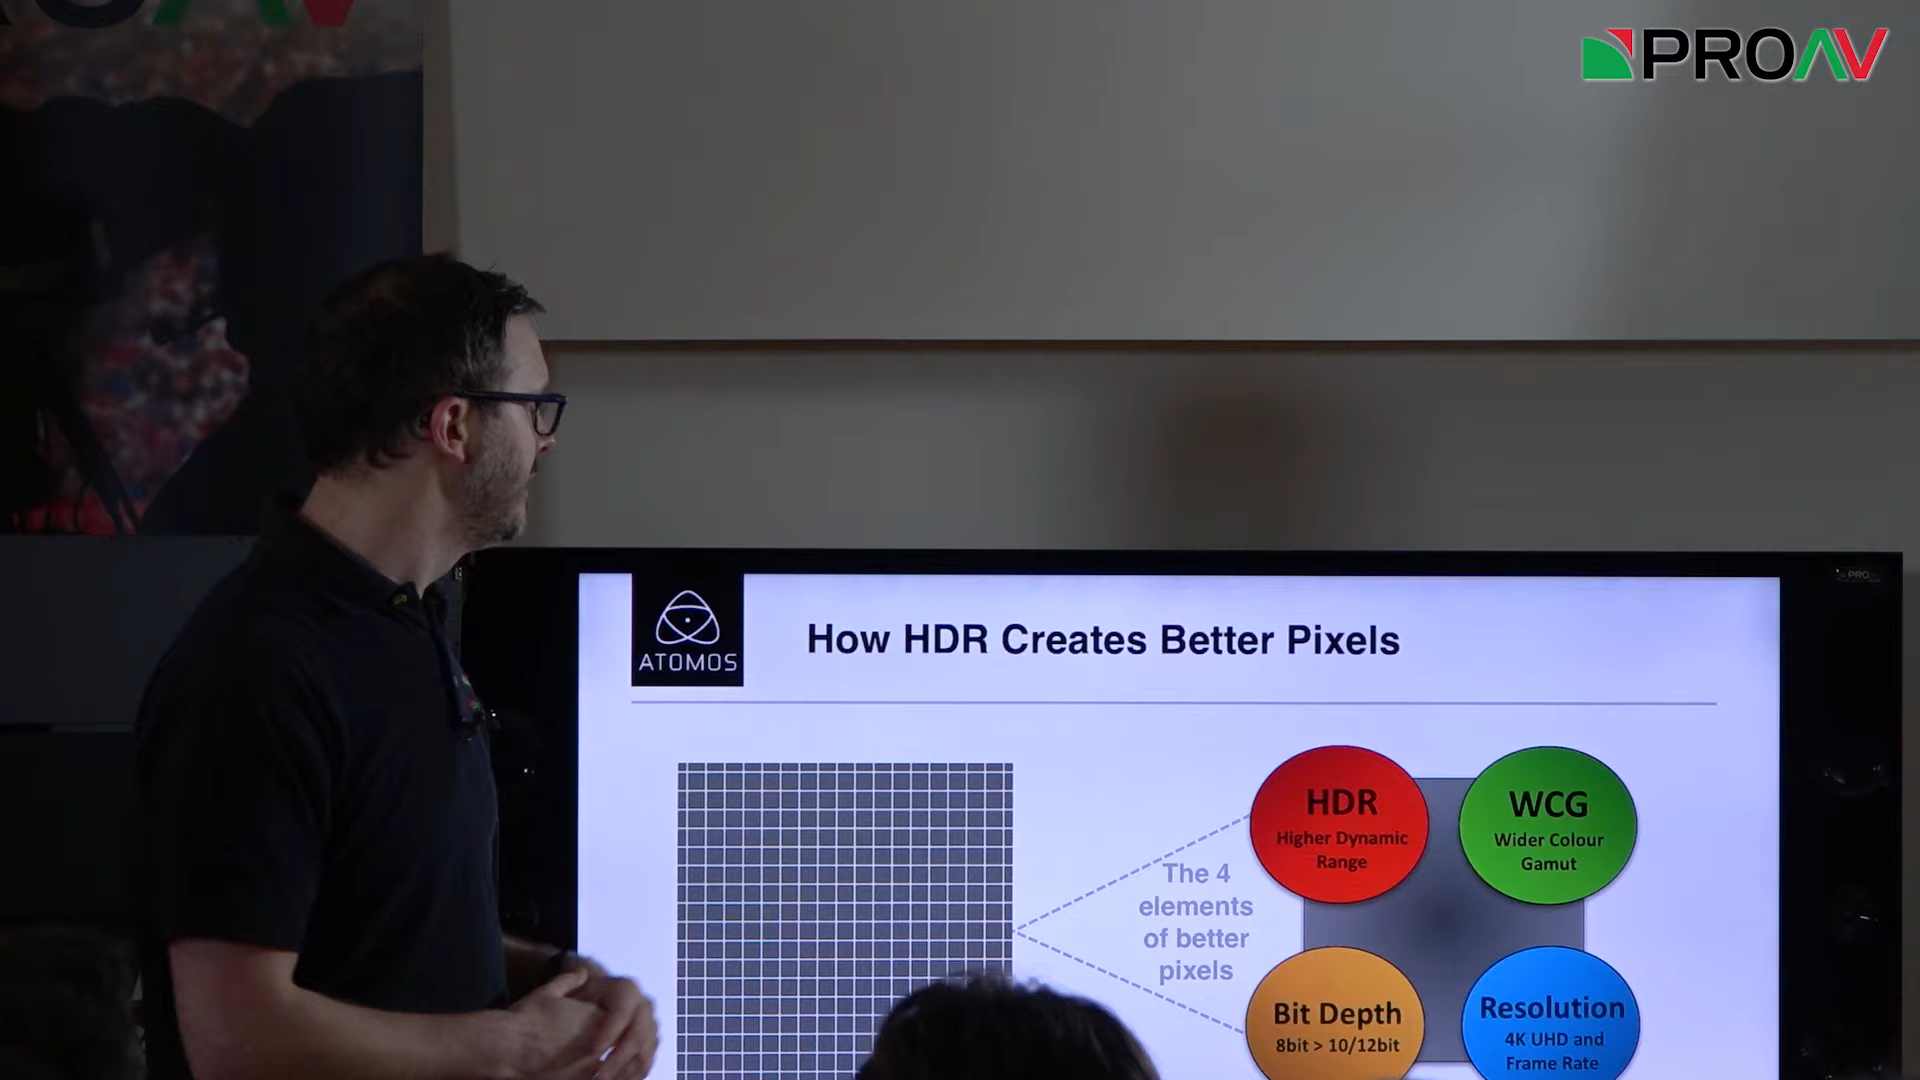 PROAV
ATOMOS
How HDR Creates Better Pixels
HDR
Higher Dynamic
Range
WCG
Wider Colour
Gamut
The 4
elements
of better
pixels
Bit Depth
8bit > 10/12bit
Resolution
4K UHD and
Frame Rate